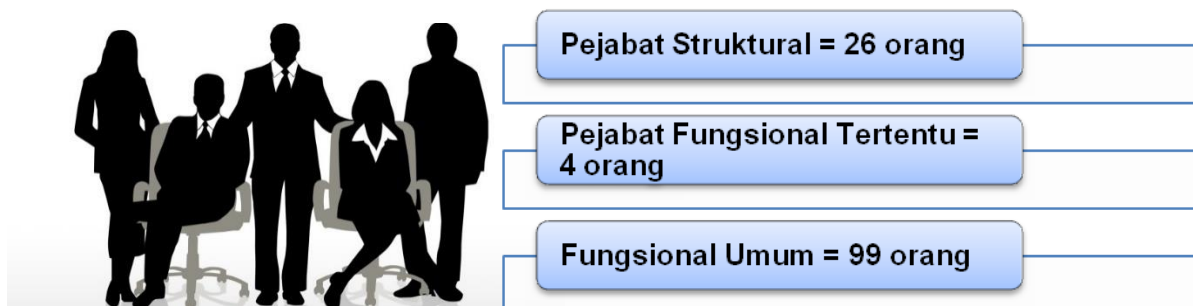 Pejabat Struktural = 26 orang
Pejabat Fungsional Tertentu =
4 orang
Fungsional Umum = 99 orang